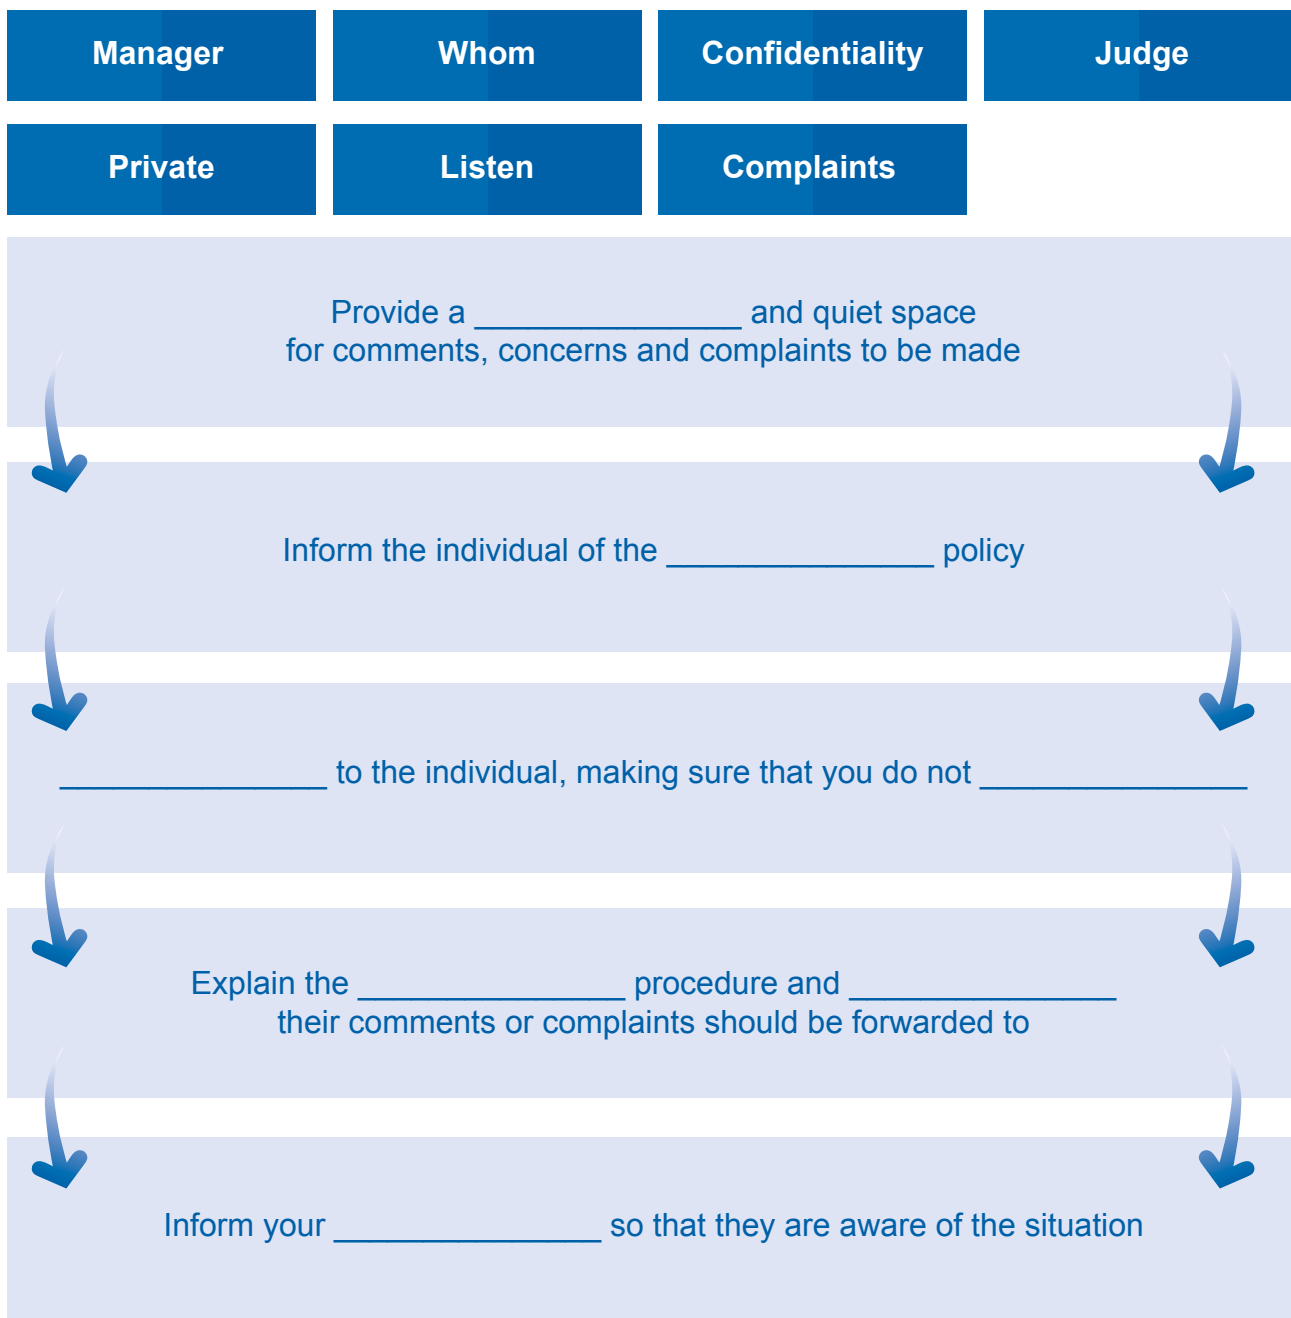 Manager
Whom
Confidentiality
Judge
Private
Listen
Complaints
Provide a _______________ and quiet space
for comments, concerns and complaints to be made
Inform the individual of the _______________ policy
_______________ to the individual, making sure that you do not _______________
Explain the _______________ procedure and _______________
their comments or complaints should be forwarded to
Inform your _______________ so that they are aware of the situation